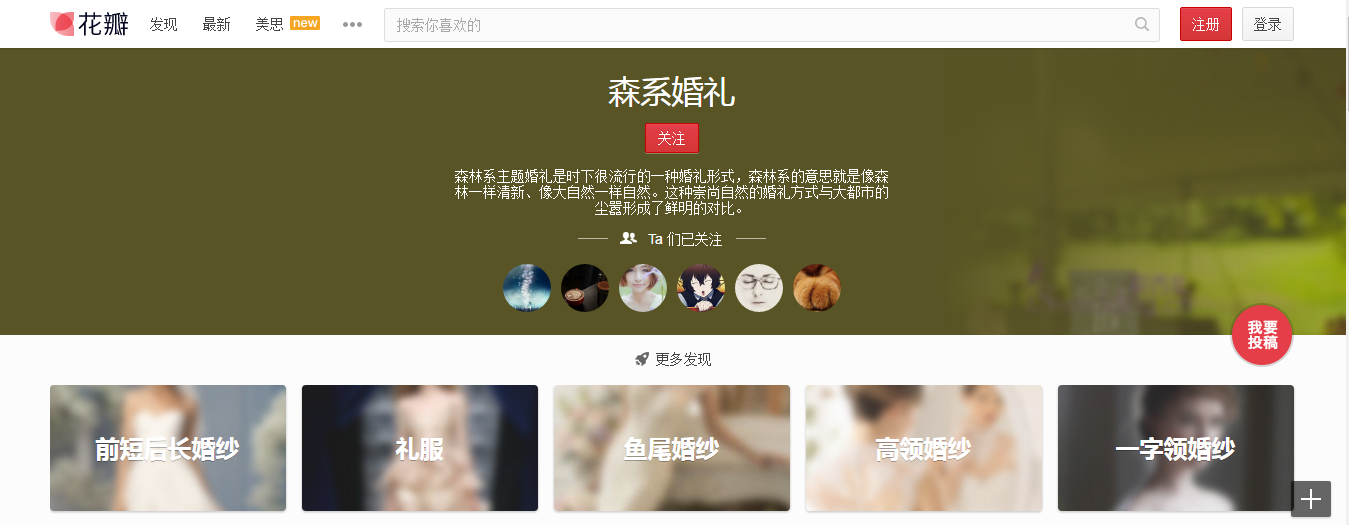 花瓣 发现 最新 美思 new ••• 搜索你喜欢的 注册 登录
森系婚礼
关注
森林系主题婚礼是时下很流行的一种婚礼形式，森林系的意思就是像森
林一样清新、像大自然一样自然。这种崇尚自然的婚礼方式与大都市的
尘嚣形成了鲜明的对比。
Ta 们已关注
我要
投稿
更多发现
前短后长婚纱 礼服 鱼尾婚纱 高领婚纱 一字领婚纱